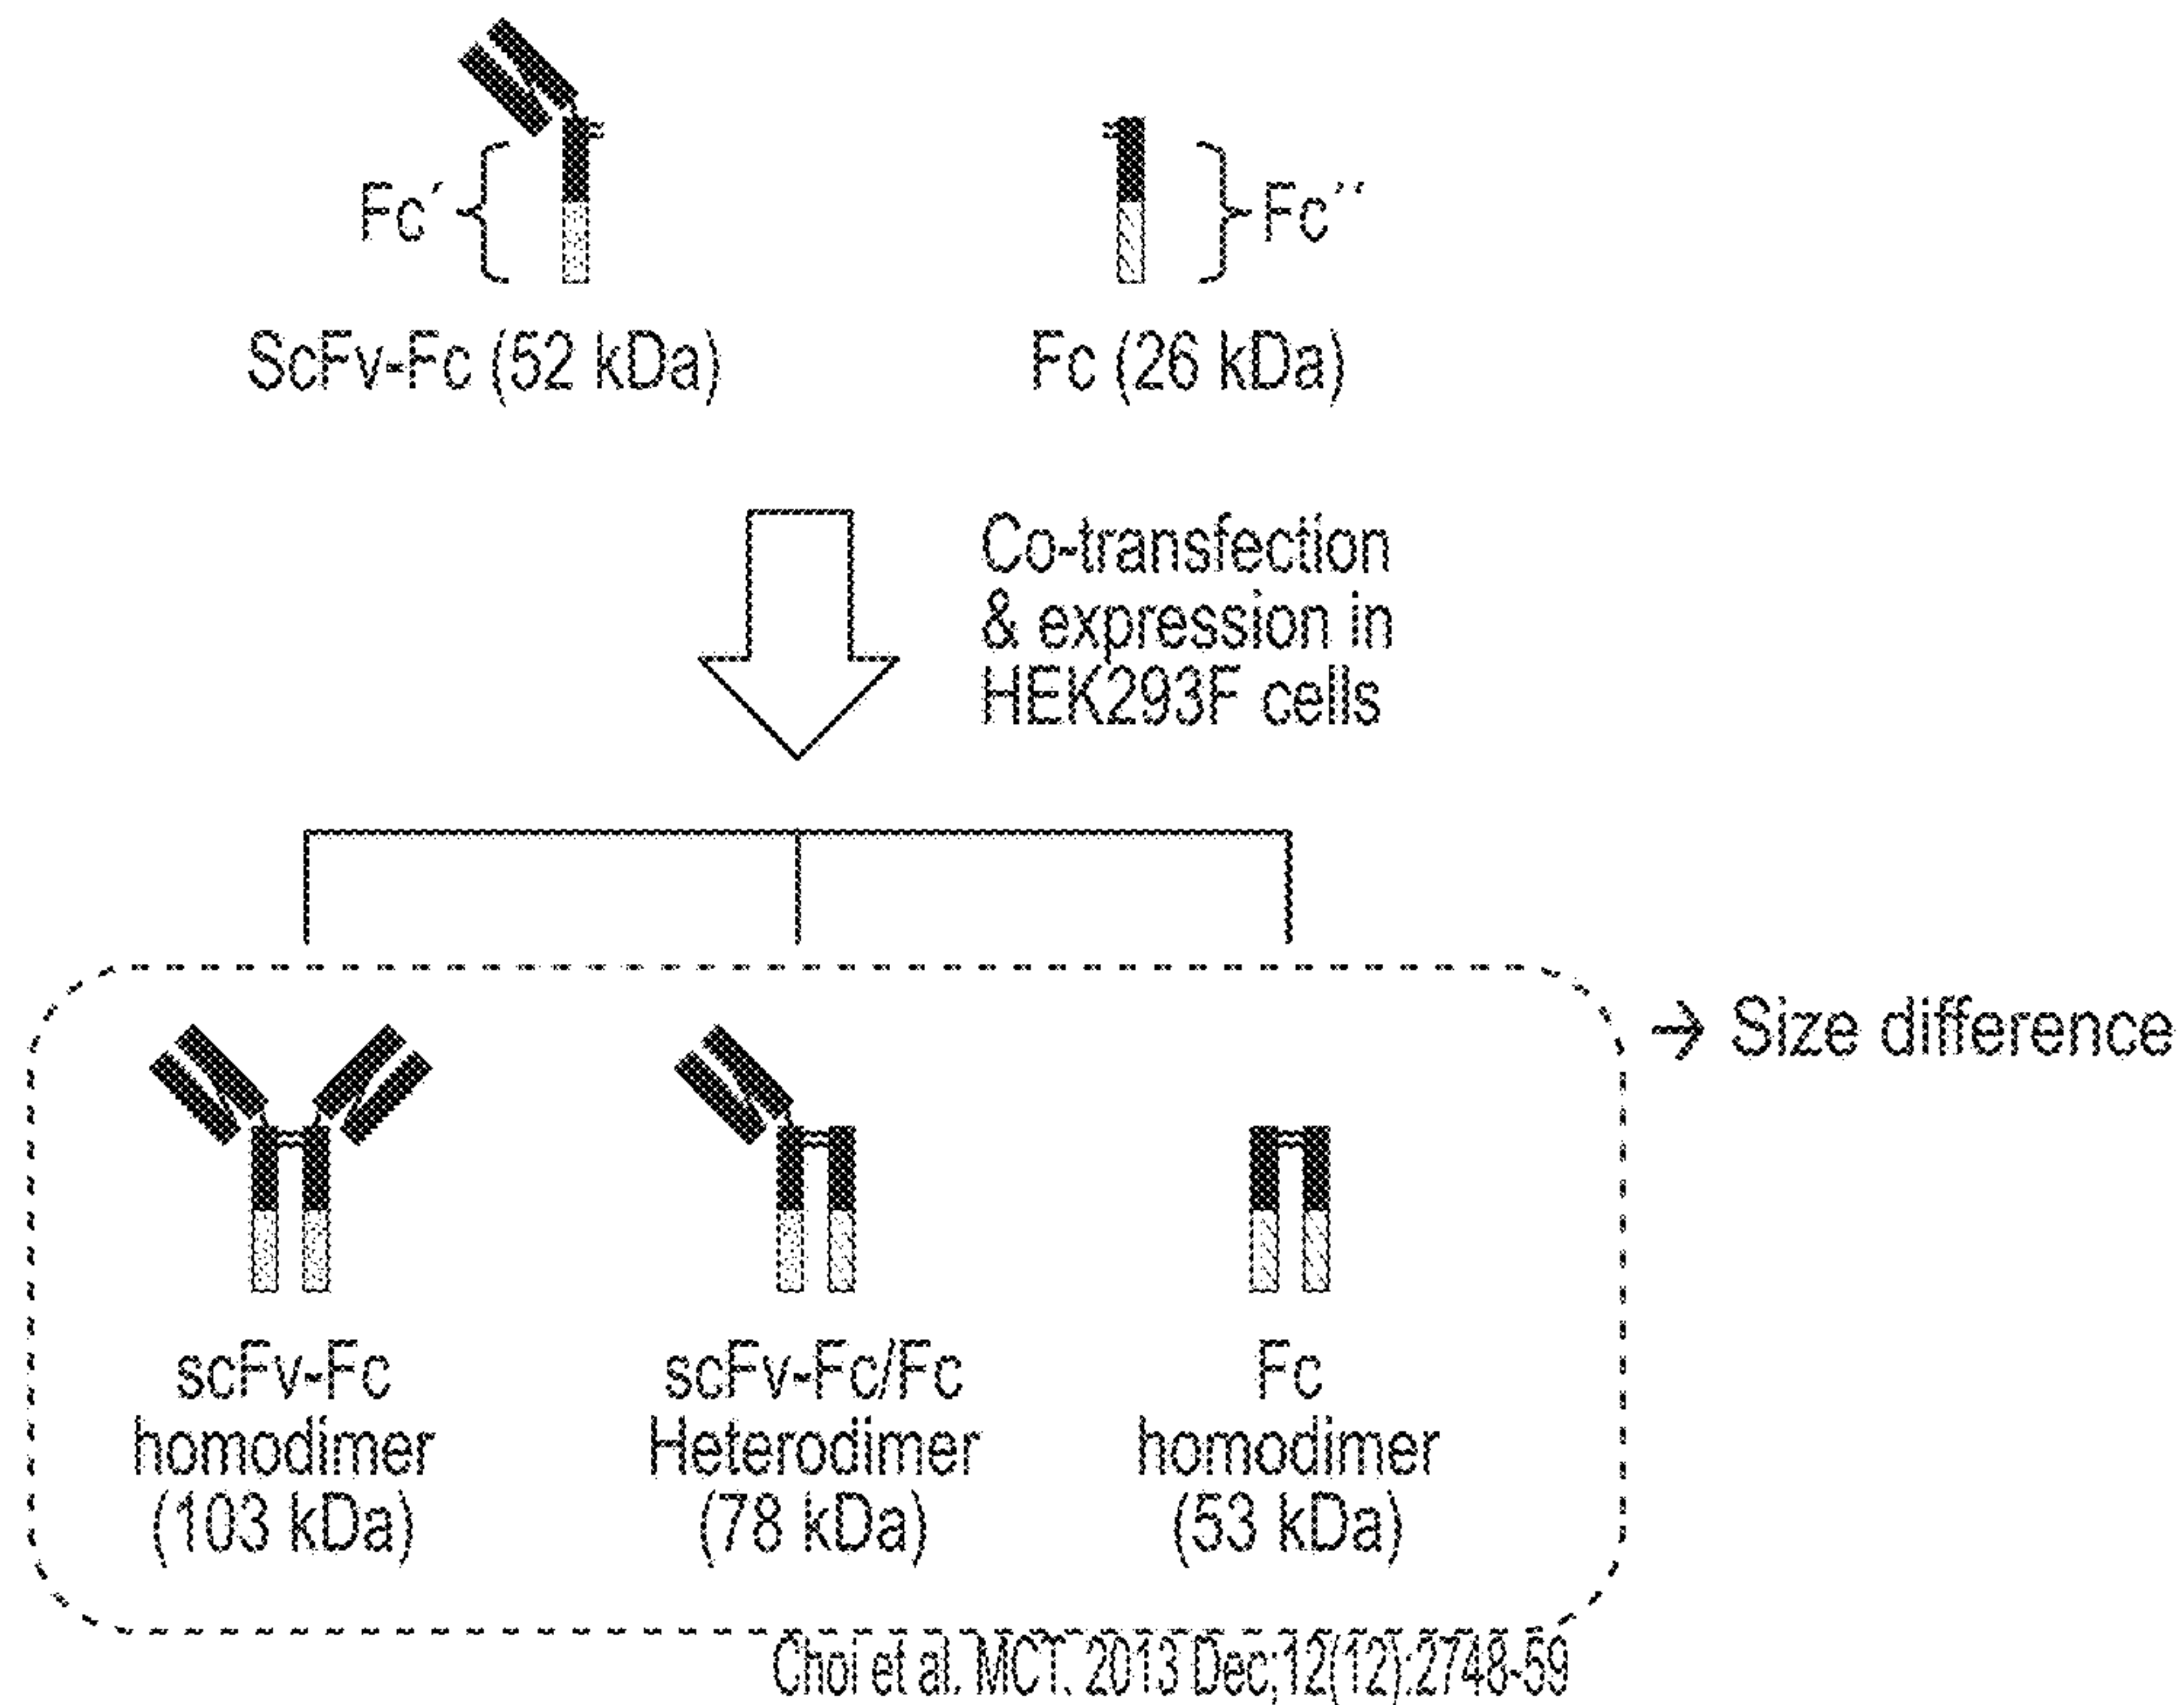 Fc′
Fc′′
ScFv-Fc (52 kDa)
Fc (26 kDa)
Co-transfection
& expression in
HEK293F cells
→ Size difference
scFv-Fc
homodimer
(103 kDa)
scFv-Fc/Fc
Heterodimer
(78 kDa)
Fc
homodimer
(53 kDa)
Choi et al. MCT. 2013 Dec;12(12):2748-59